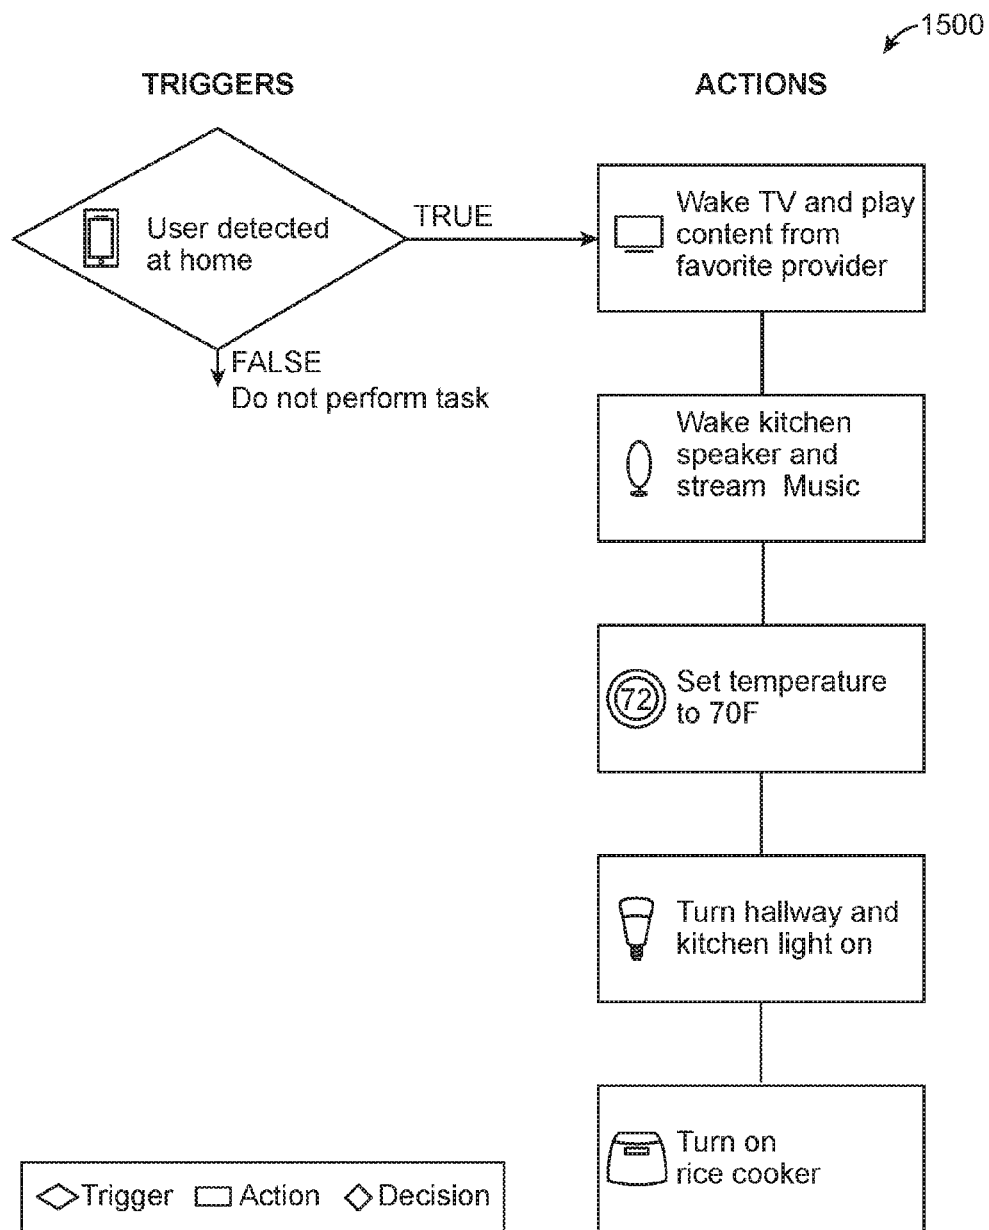 1500
TRIGGERS
ACTIONS
User detected
at home
TRUE
FALSE
Do not perform task
Wake TV and play
content from
favorite provider
Wake kitchen
speaker and
stream Music
72
Set temperature
to 70F
Turn hallway and
kitchen light on
Turn on
rice cooker
Trigger Action Decision